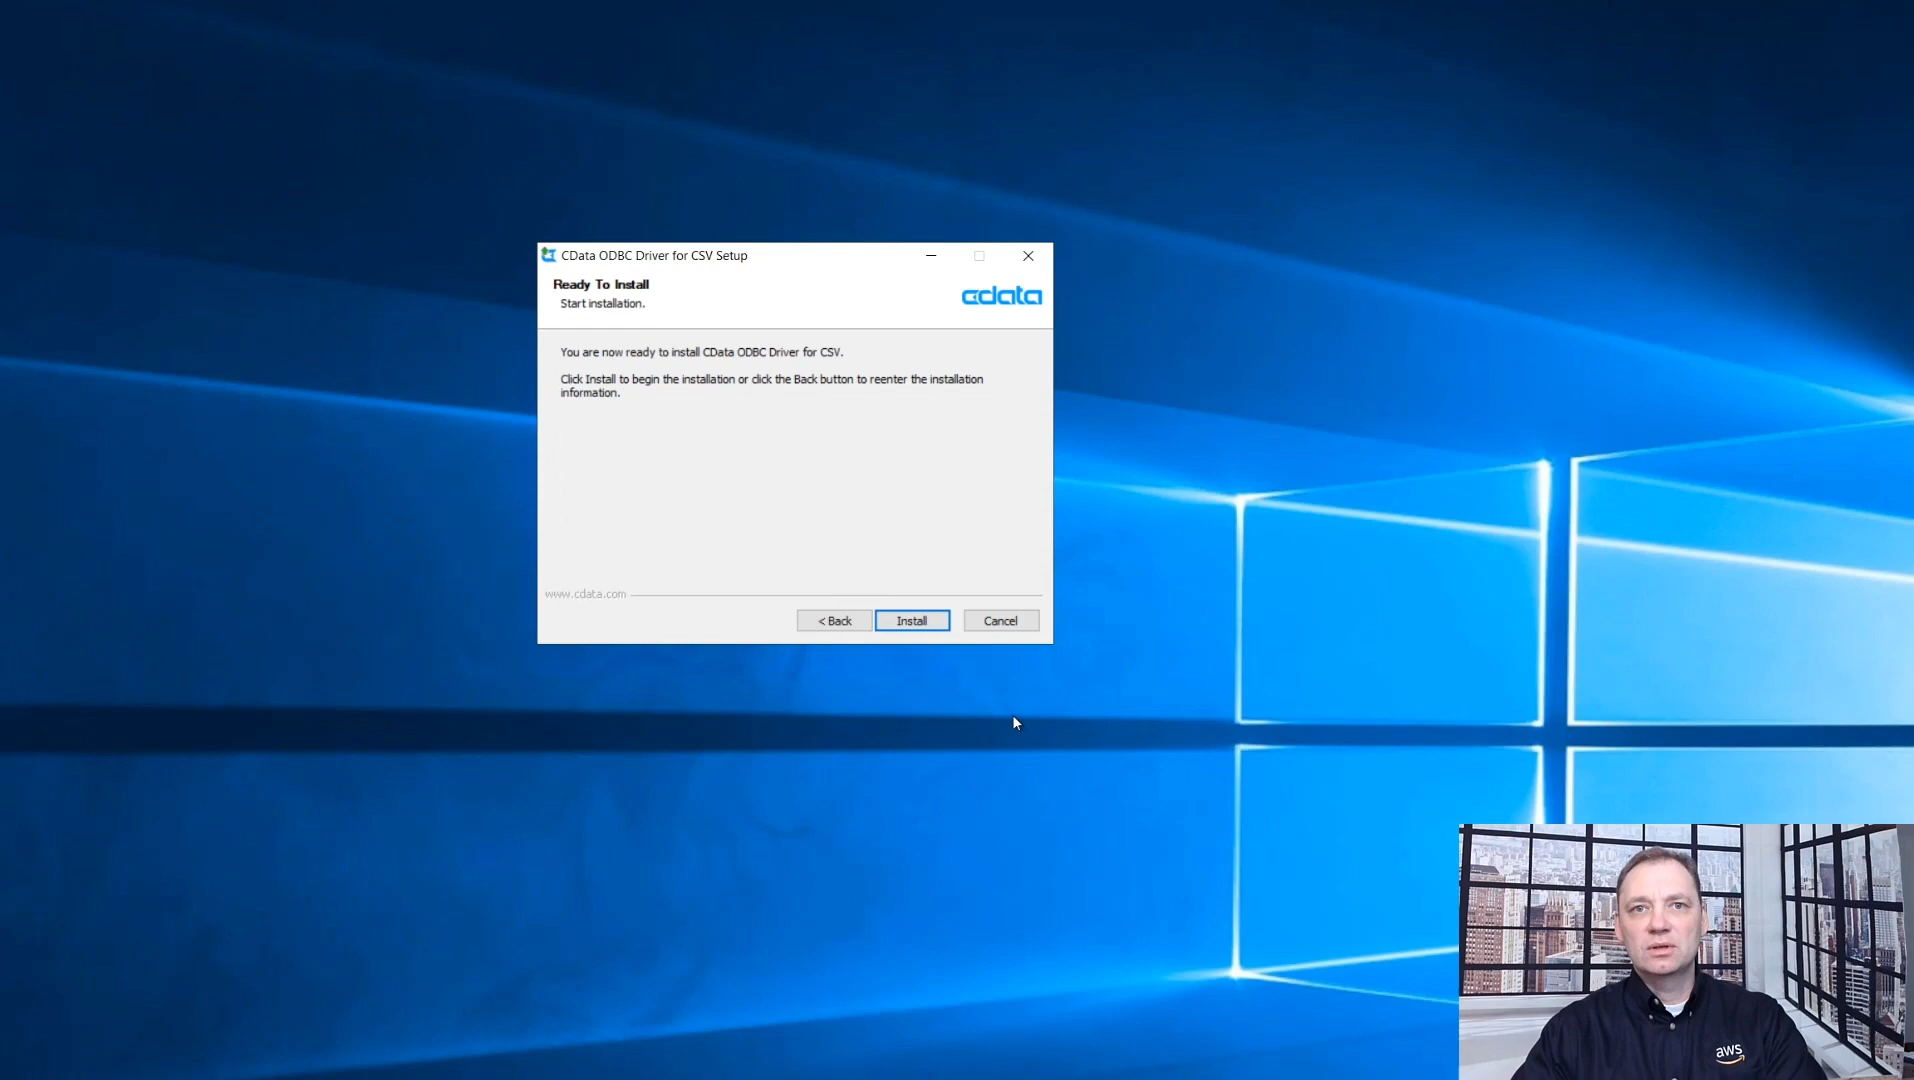 CData ODBC Driver for CSV Setup
Ready To Install
Start installation.
cdata
You are now ready to install CData ODBC Driver for CSV.
Click Install to begin the installation or click the Back button to reenter the installation
information.
www.cdata.com
< Back
Install
Cancel
aws